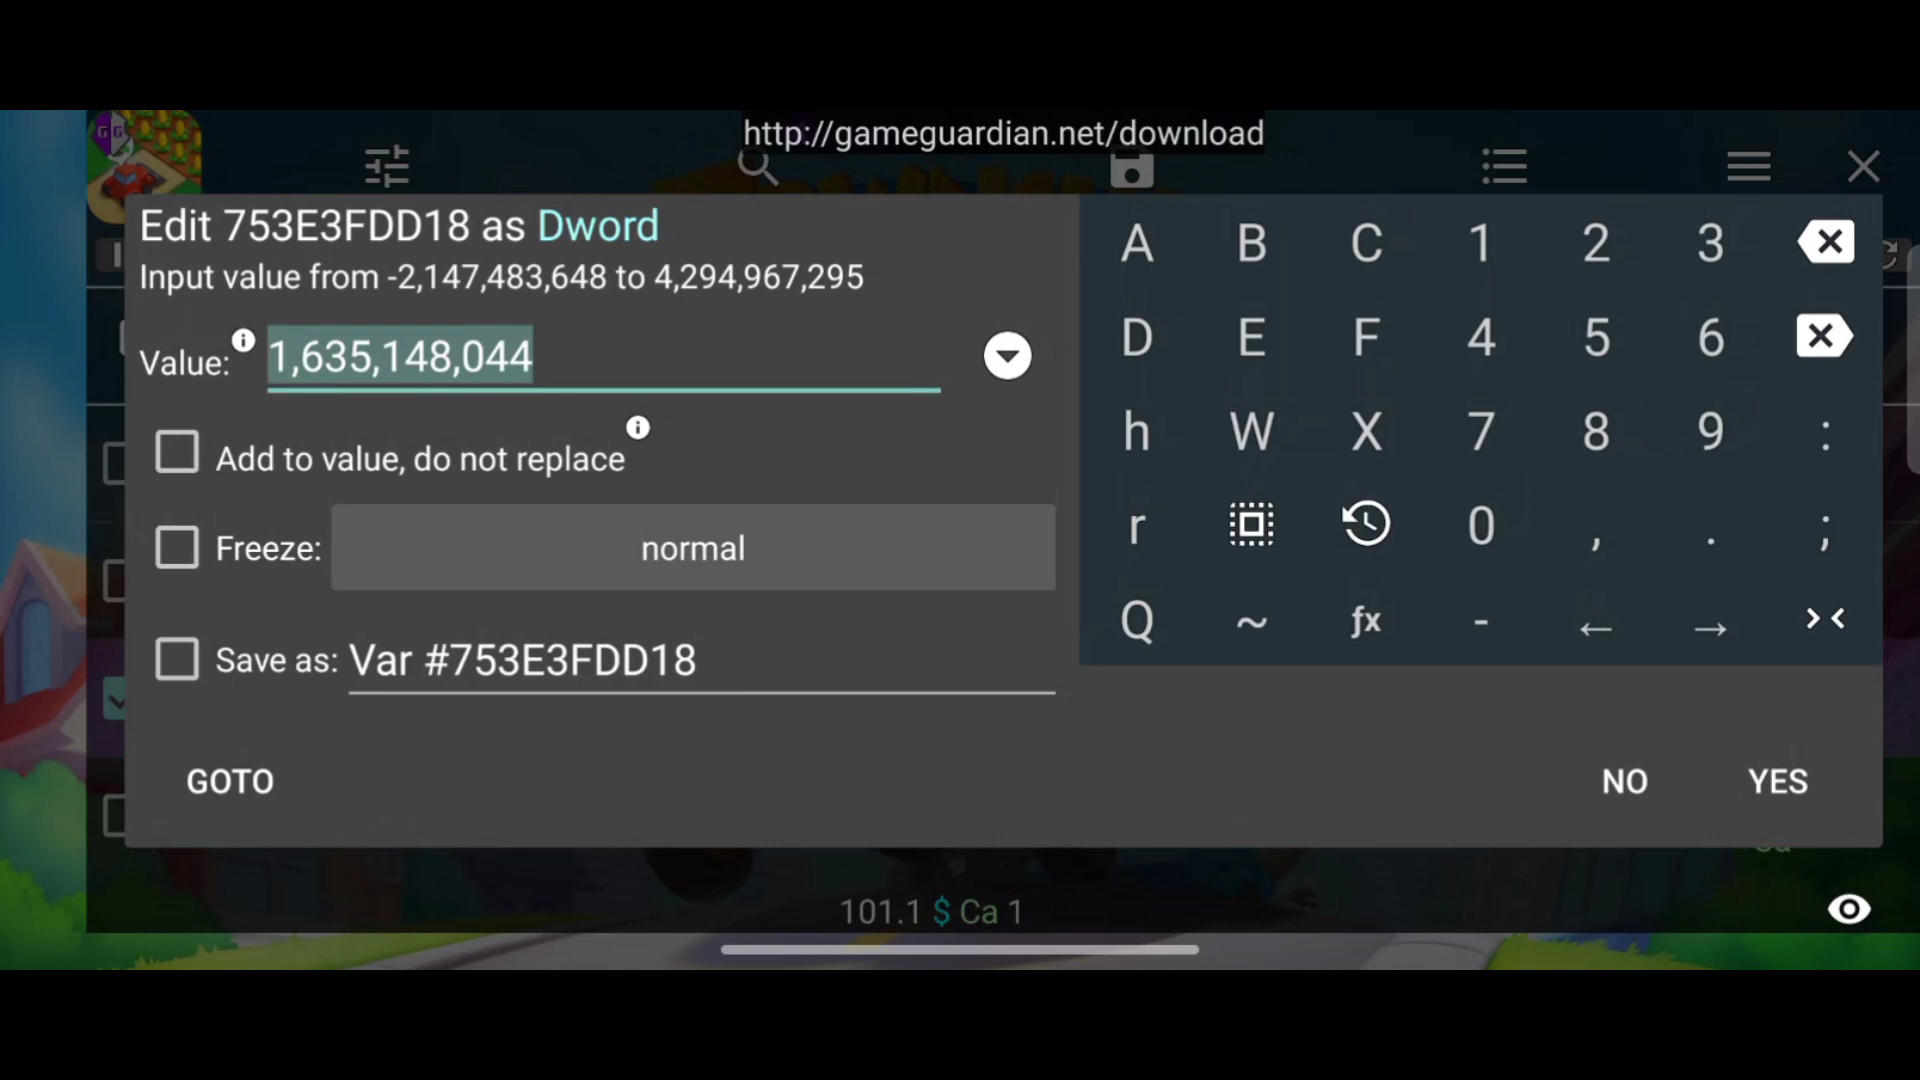 http://gameguardian.net/download
Edit 753E3FDD18 as Dword
Input value from -2,147,483,648 to 4,294,967,295
Value: 1,635,148,044
Add to value, do not replace
Freeze: normal
Save as: Var #753E3FDD18
GOTO
NO YES
A B C 1 2 3
D E F 4 5 6
h W X 7 8 9 :
r 0 , . ;
Q ~ ƒx - ← → ><
101.1 $ Ca 1